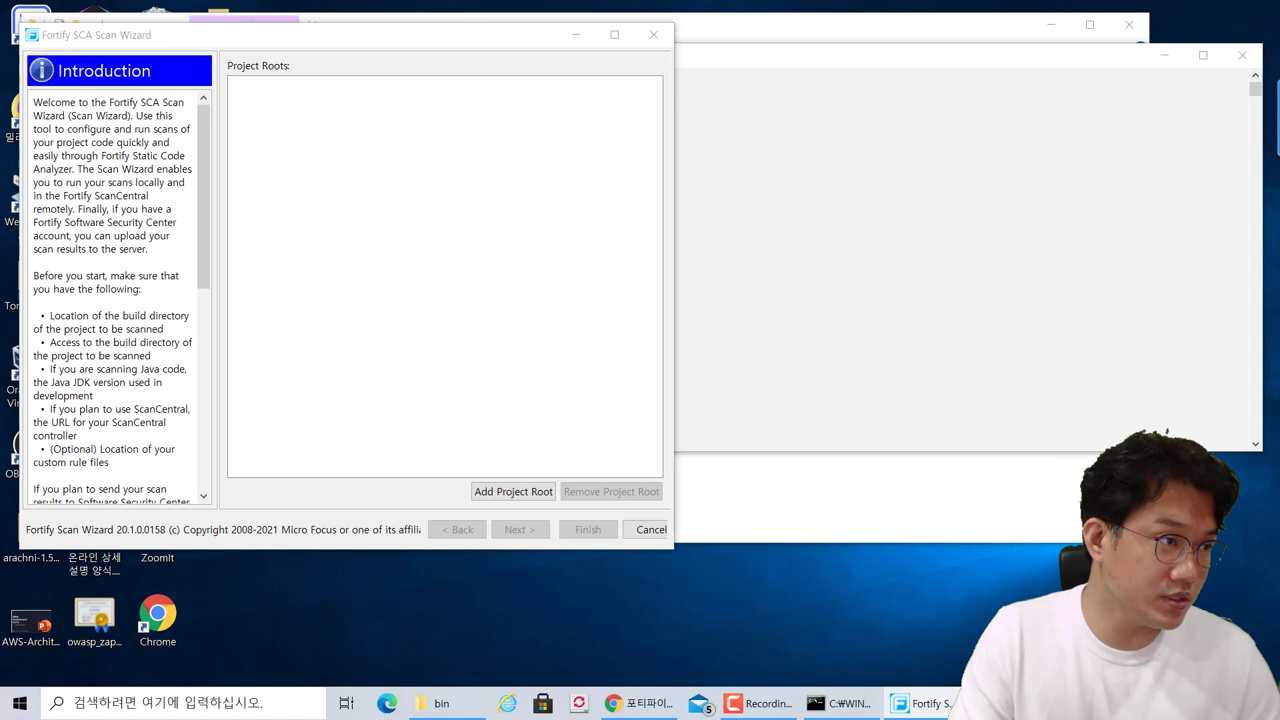 Fortify SCA Scan Wizard
Introduction
Welcome to the Fortify SCA Scan
Wizard (Scan Wizard). Use this
tool to configure and run scans of
your project code quickly and
easily through Fortify Static Code
Analyzer. The Scan Wizard enables
you to run your scans locally and
in the Fortify ScanCentral
remotely. Finally, if you have a
Fortify Software Security Center
account, you can upload your
scan results to the server.
Before you start, make sure that
you have the following:
• Location of the build directory
of the project to be scanned
• Access to the build directory of
the project to be scanned
• If you are scanning Java code,
the Java JDK version used in
development
• If you plan to use ScanCentral,
the URL for your ScanCentral
controller
• (Optional) Location of your
custom rule files
If you plan to send your scan
results to Software Security Center
Project Roots:
Add Project Root
Remove Project Root
Fortify Scan Wizard 20.1.0.0158 (c) Copyright 2008-2021 Micro Focus or one of its affilia
< Back
Next >
Finish
Cancel
arachni-1.5...
온라인 상세
설명 양식...
ZoomIt
AWS-Archit...
owasp_zap...
Chrome
검색하려면 여기에 입력하십시오.
bin
포티파이...
5
Recordin...
C:₩WIN...
Fortify S